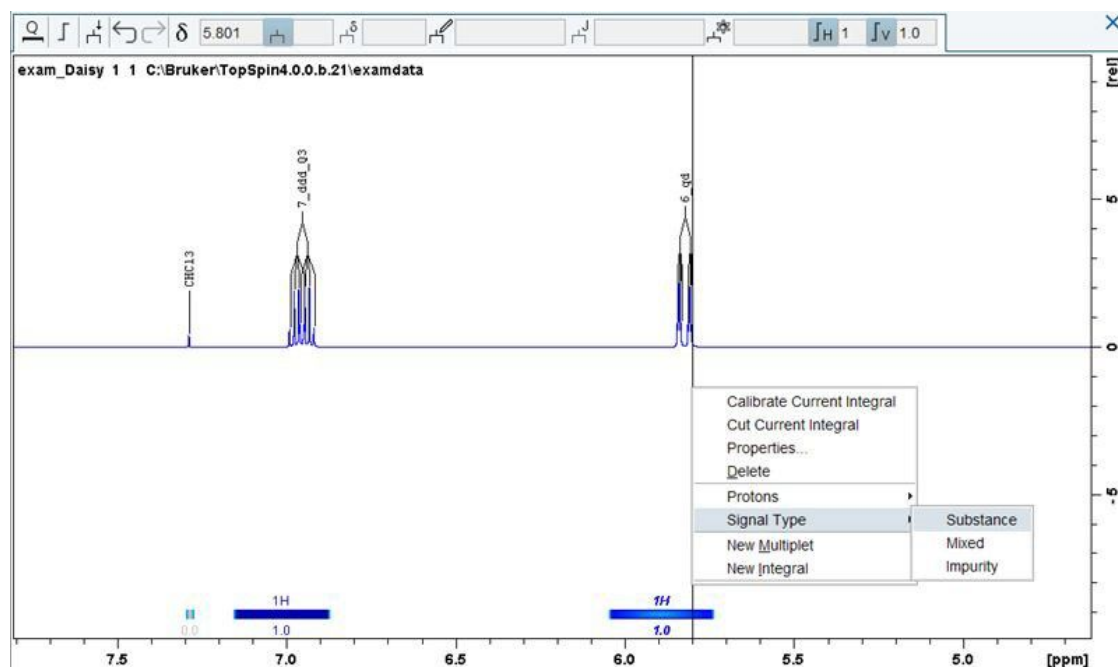 δ 5.801 δ J ∫H 1 ∫V 1.0
exam_Daisy 1 1 C:\Bruker\TopSpin4.0.0.b.21\examdata
[rel]
7_ddd_Q3
6_qd
CHCl3
5
0
-5
Calibrate Current Integral
Cut Current Integral
Properties...
Delete
Protons
Signal Type
New Multiplet
New Integral
Substance
Mixed
Impurity
1H
1H
0.0
1.0
1.0
7.5 7.0 6.5 6.0 5.5 5.0 [ppm]